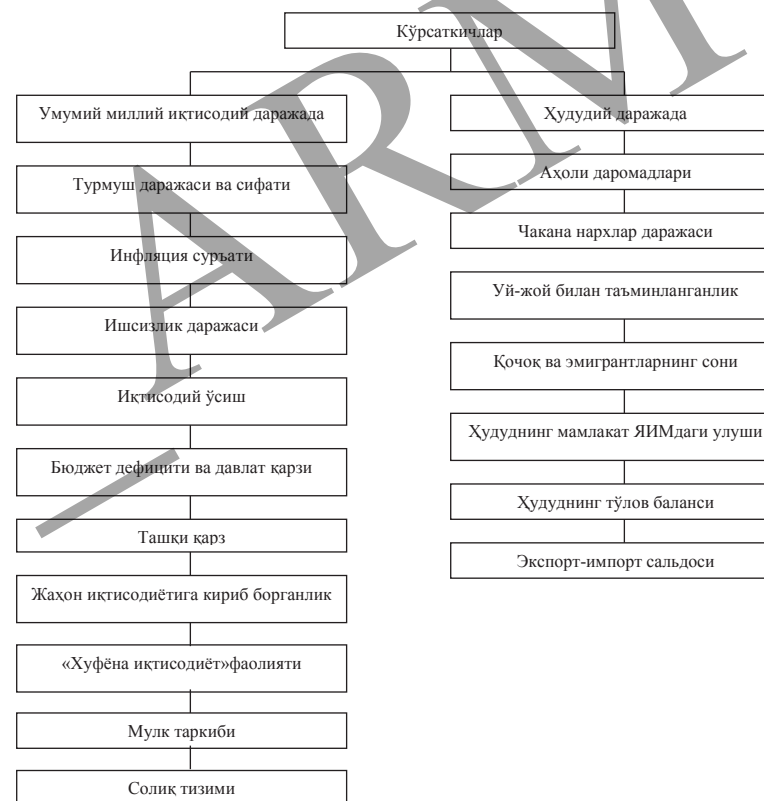 Кўрсаткичлар
Умумий миллий иқтисодий даражада
Турмуш даражаси ва сифати
Инфляция суръати
Ишсизлик даражаси
Иқтисодий ўсиш
Бюджет дефицити ва давлат қарзи
Ташқи қарз
Жаҳон иқтисодиётига кириб борганлик
«Хуфёна иқтисодиёт»фаолияти
Мулк таркиби
Солиқ тизими
Ҳудудий даражада
Аҳоли даромадлари
Чакана нархлар даражаси
Уй-жой билан таъминланганлик
Қочоқ ва эмигрантларнинг сони
Ҳудуднинг мамлакат ЯИМдаги улуши
Ҳудуднинг тўлов баланси
Экспорт-импорт сальдоси
_ARM